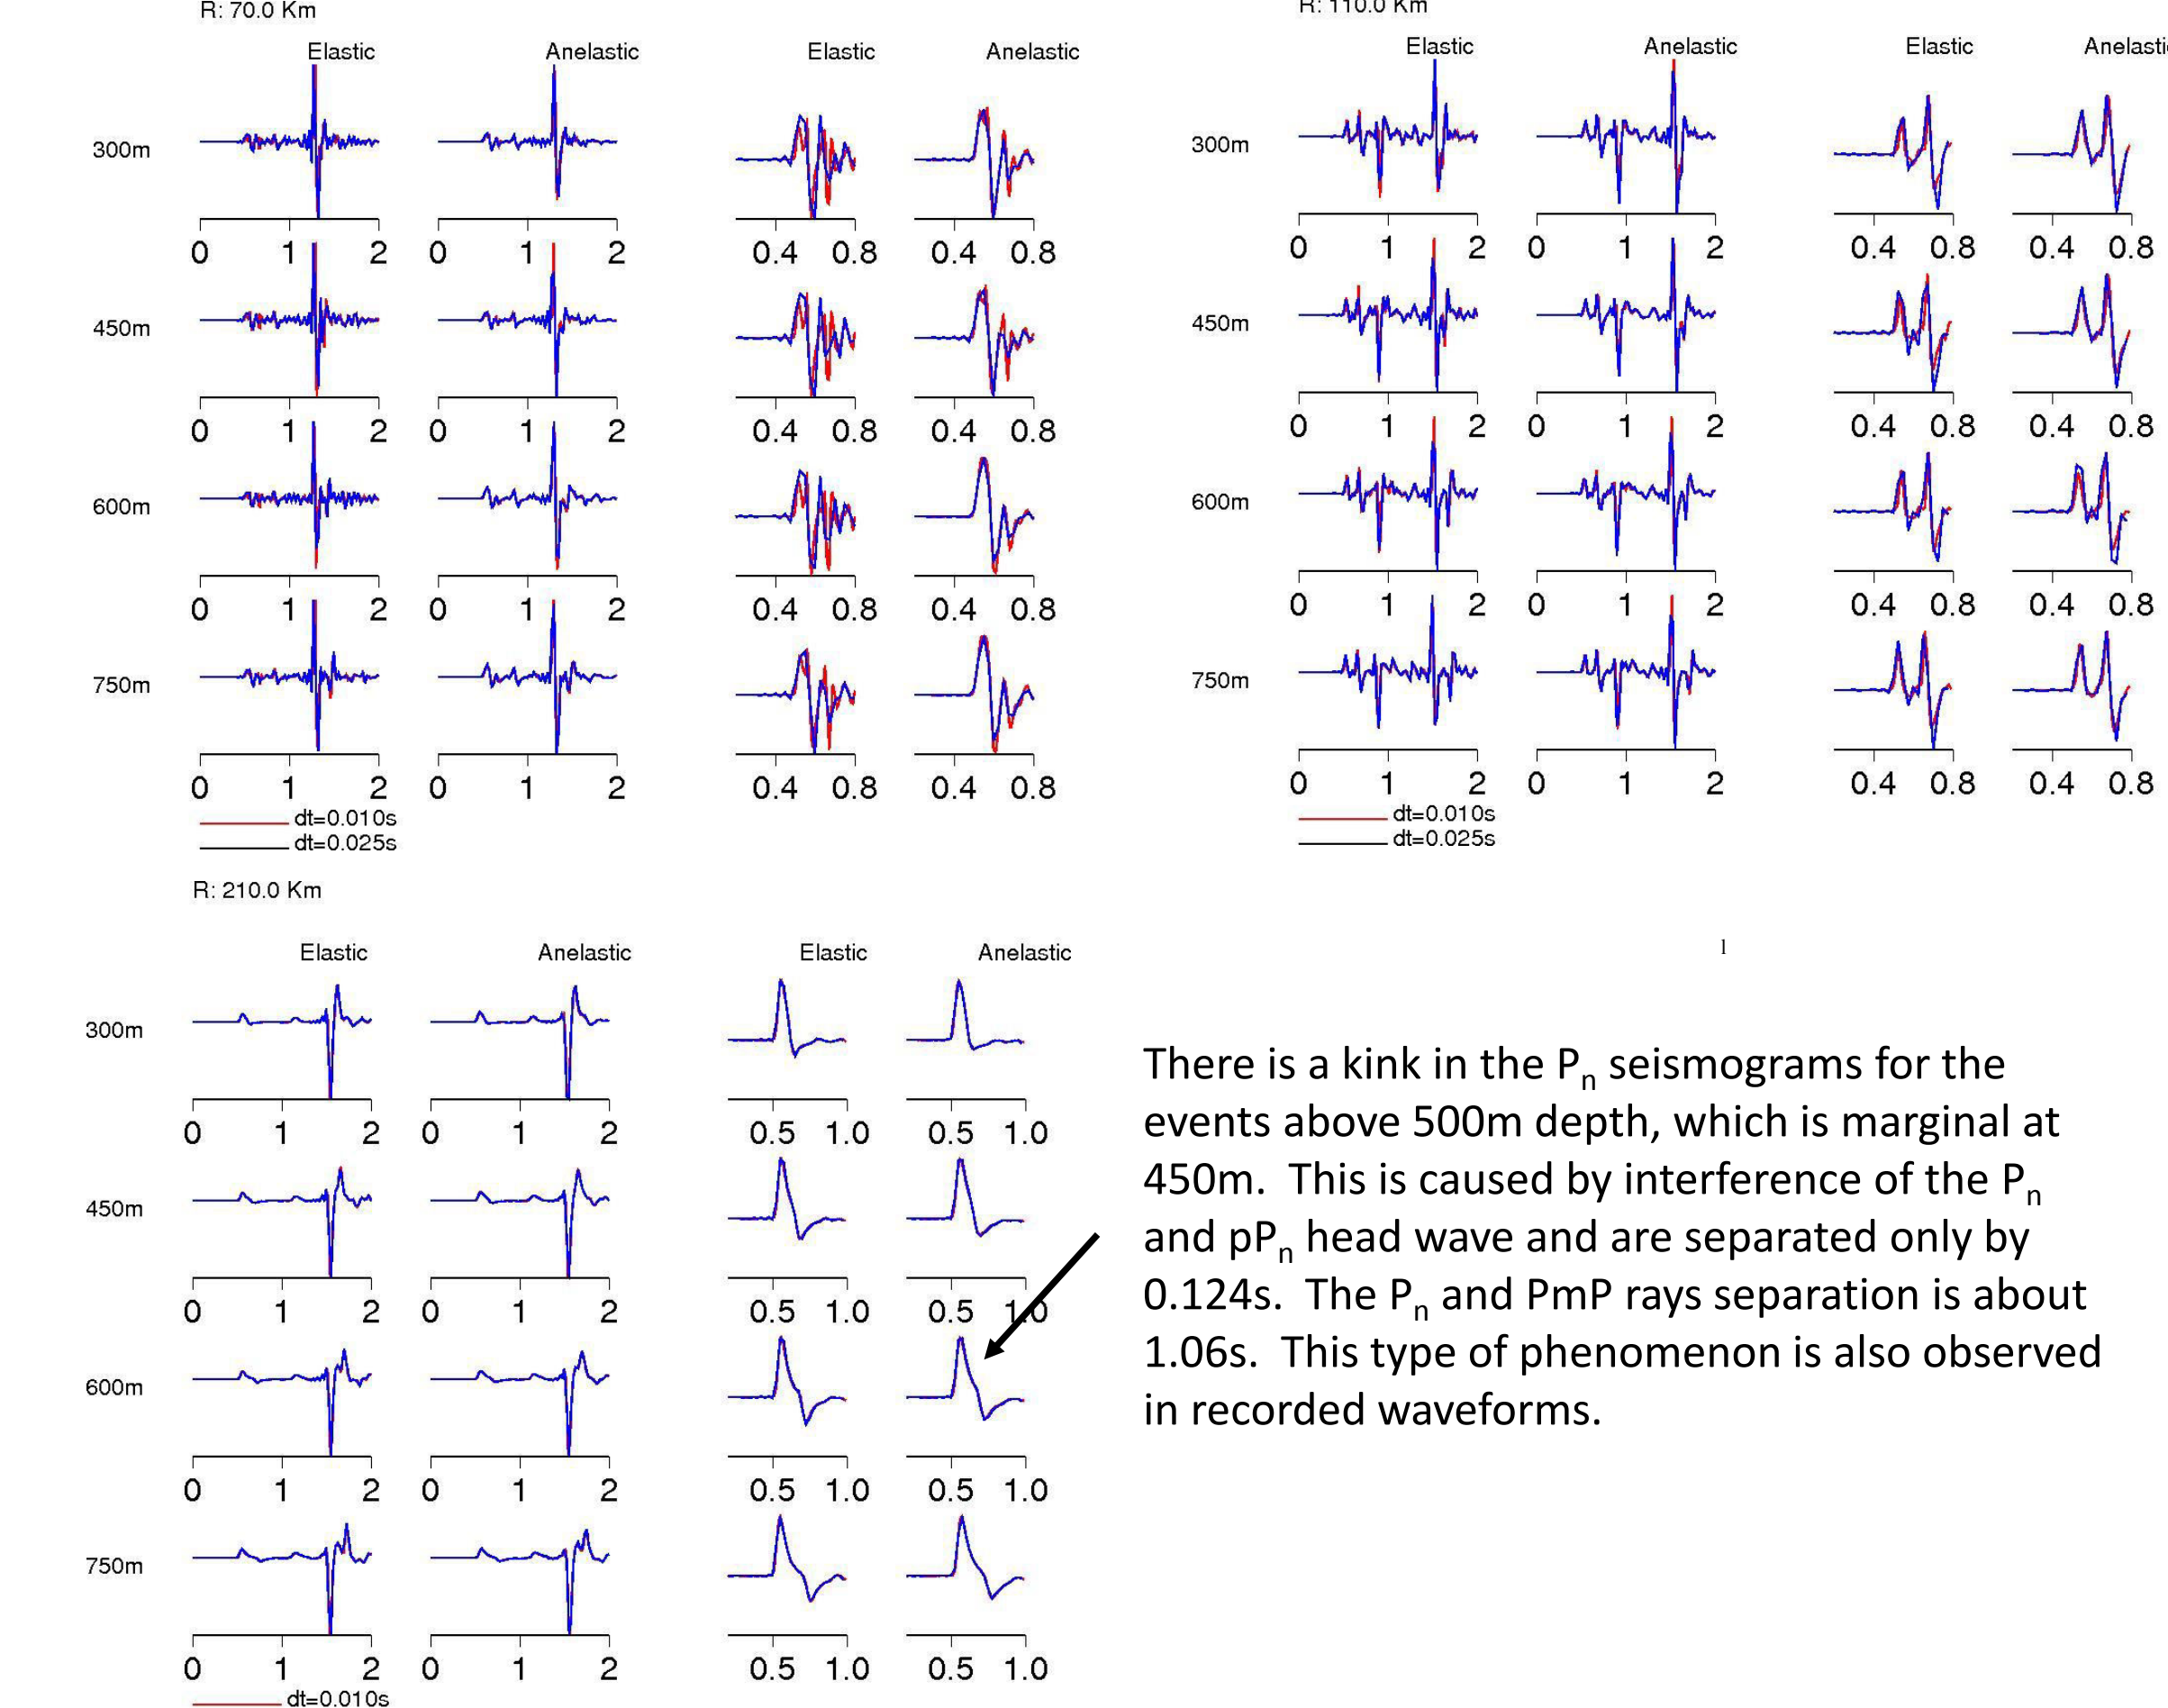 R: 70.0 Km
Elastic Anelastic Elastic Anelastic
300m
0 1 2 0 1 2 0.4 0.8 0.4 0.8
450m
0 1 2 0 1 2 0.4 0.8 0.4 0.8
600m
0 1 2 0 1 2 0.4 0.8 0.4 0.8
750m
0 1 2 0 1 2 0.4 0.8 0.4 0.8
dt=0.010s
dt=0.025s
R: 110.0 Km
Elastic Anelastic Elastic Anelasti
300m
0 1 2 0 1 2 0.4 0.8 0.4 0.8
450m
0 1 2 0 1 2 0.4 0.8 0.4 0.8
600m
0 1 2 0 1 2 0.4 0.8 0.4 0.8
750m
0 1 2 0 1 2 0.4 0.8 0.4 0.8
dt=0.010s
dt=0.025s
R: 210.0 Km
Elastic Anelastic Elastic Anelastic
300m
0 1 2 0 1 2 0.5 1.0 0.5 1.0
450m
0 1 2 0 1 2 0.5 1.0 0.5 1.0
600m
0 1 2 0 1 2 0.5 1.0 0.5 1.0
750m
0 1 2 0 1 2 0.5 1.0 0.5 1.0
dt=0.010s
There is a kink in the Pn seismograms for the
events above 500m depth, which is marginal at
450m. This is caused by interference of the Pn
and pPn head wave and are separated only by
0.124s. The Pn and PmP rays separation is about
1.06s. This type of phenomenon is also observed
in recorded waveforms.